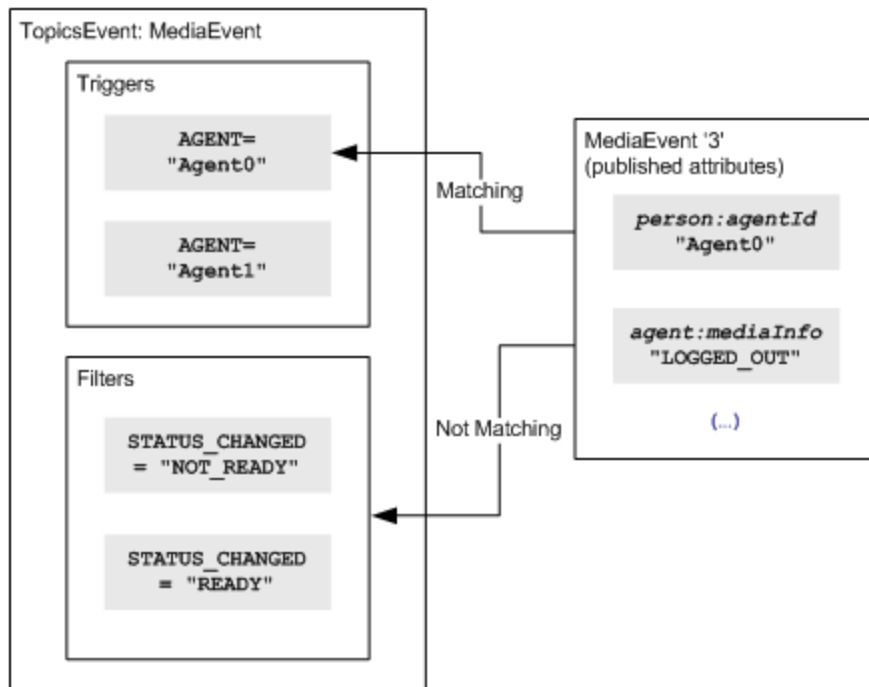 TopicsEvent: MediaEvent
Triggers
AGENT=
"Agent0"
AGENT=
"Agent1"
Matching
MediaEvent '3'
(published attributes)
person:agentId
"Agent0"
agent:mediaInfo
"LOGGED_OUT"
(...)
Filters
STATUS_CHANGED
= "NOT_READY"
STATUS_CHANGED
= "READY"
Not Matching